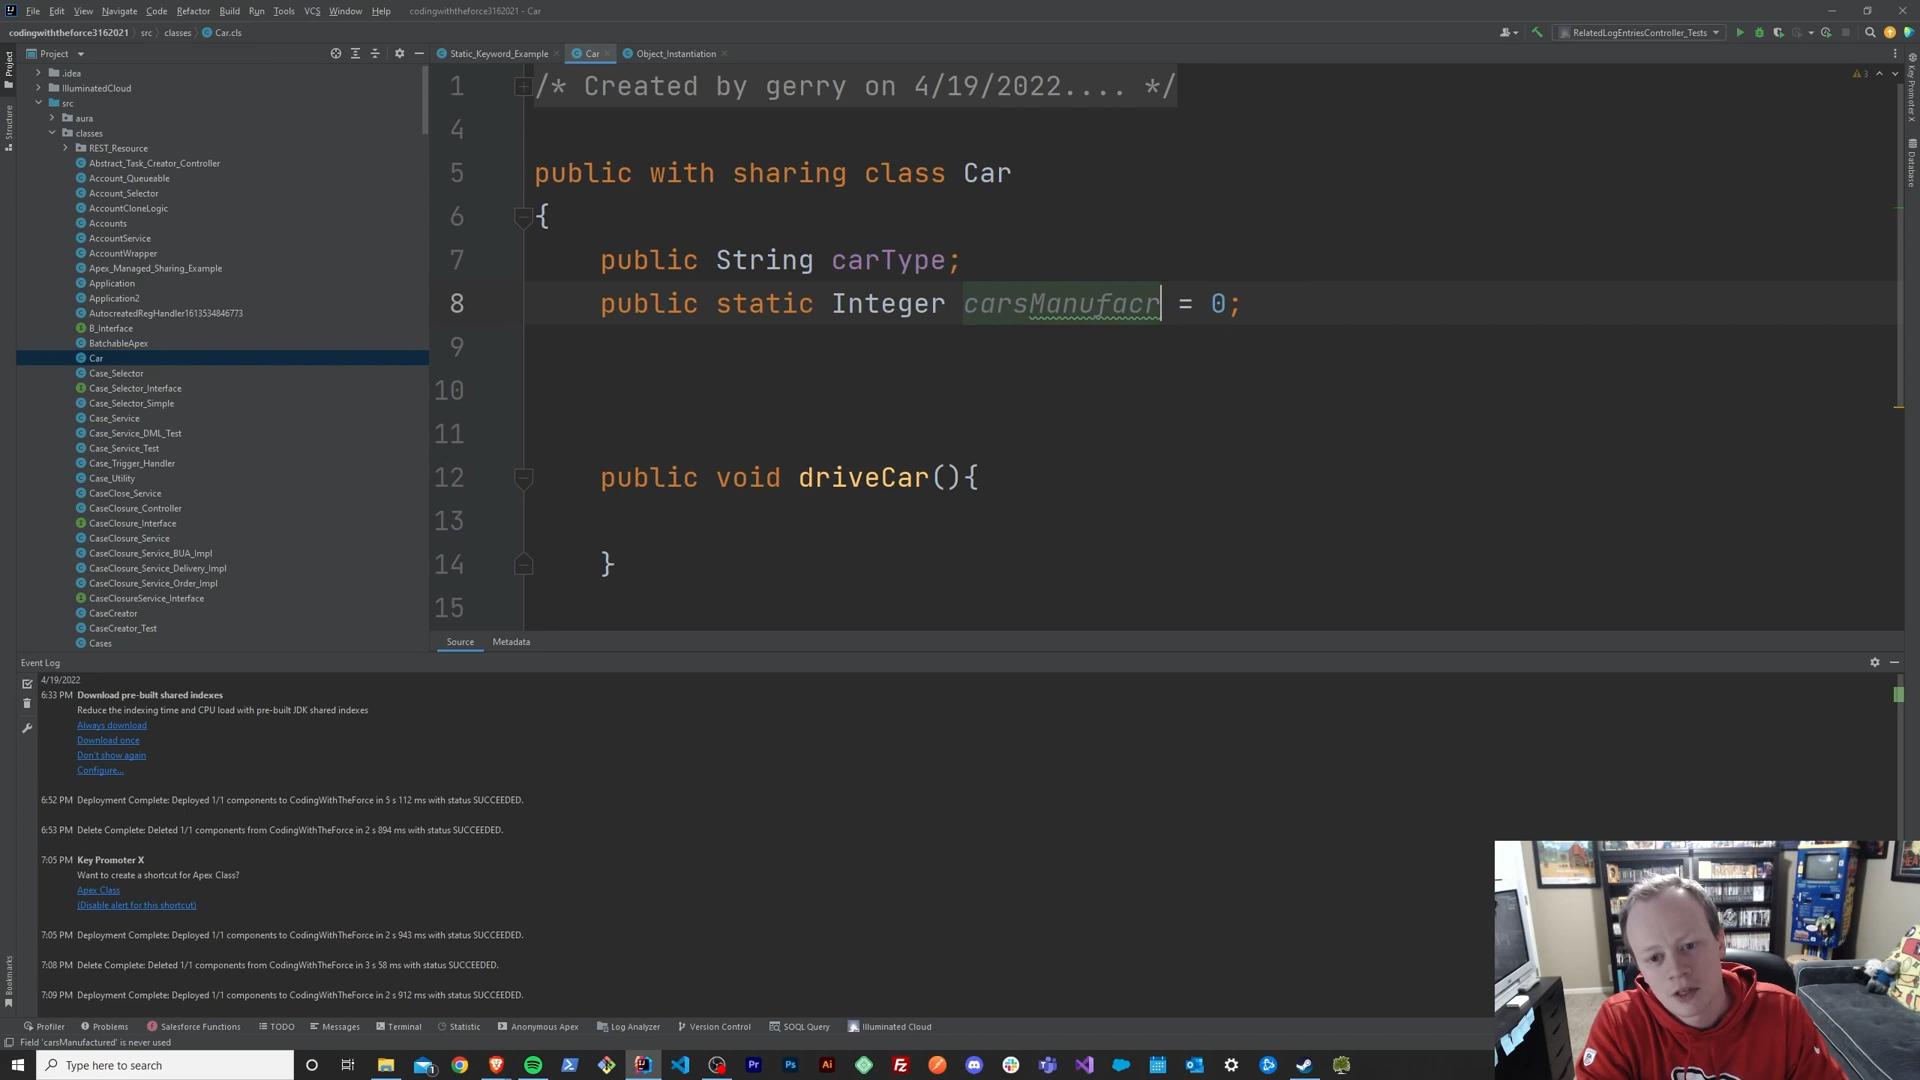 File Edit View Navigate Code Refactor Build Run Tools VCS Window Help codingwiththeforce3162021 - Car
codingwiththeforce3162021 src classes Car.cls RelatedLogEntriesController_Tests
Project
Static_Keyword_Example Car Object_Instantiation
Project
Structure
Bookmarks
Key Promoter X
Database
.idea
IlluminatedCloud
src
aura
classes
REST_Resource
Abstract_Task_Creator_Controller
Account_Queueable
Account_Selector
AccountCloneLogic
Accounts
AccountService
AccountWrapper
Apex_Managed_Sharing_Example
Application
Application2
AutocreatedRegHandler1613534846773
B_Interface
BatchableApex
Car
Case_Selector
Case_Selector_Interface
Case_Selector_Simple
Case_Service
Case_Service_DML_Test
Case_Service_Test
Case_Trigger_Handler
Case_Utility
CaseClose_Service
CaseClosure_Controller
CaseClosure_Interface
CaseClosure_Service
CaseClosure_Service_BUA_Impl
CaseClosure_Service_Delivery_Impl
CaseClosure_Service_Order_Impl
CaseClosureService_Interface
CaseCreator
CaseCreator_Test
Cases
3
1 /* Created by gerry on 4/19/2022.... */
4
5 public with sharing class Car
6 {
7 public String carType;
8 public static Integer carsManufacr = 0;
9
10
11
12 public void driveCar(){
13
14 }
15
Source Metadata
Event Log
4/19/2022
6:33 PM Download pre-built shared indexes
Reduce the indexing time and CPU load with pre-built JDK shared indexes
Always download
Download once
Don't show again
Configure...
6:52 PM Deployment Complete: Deployed 1/1 components to CodingWithTheForce in 5 s 112 ms with status SUCCEEDED.
6:53 PM Delete Complete: Deleted 1/1 components from CodingWithTheForce in 2 s 894 ms with status SUCCEEDED.
7:05 PM Key Promoter X
Want to create a shortcut for Apex Class?
Apex Class
(Disable alert for this shortcut)
7:05 PM Deployment Complete: Deployed 1/1 components to CodingWithTheForce in 2 s 943 ms with status SUCCEEDED.
7:08 PM Delete Complete: Deleted 1/1 components from CodingWithTheForce in 3 s 58 ms with status SUCCEEDED.
7:09 PM Deployment Complete: Deployed 1/1 components to CodingWithTheForce in 2 s 912 ms with status SUCCEEDED.
Profiler Problems Salesforce Functions TODO Messages Terminal Statistic Anonymous Apex Log Analyzer Version Control SOQL Query Illuminated Cloud
Field 'carsManufactured' is never used
Type here to search